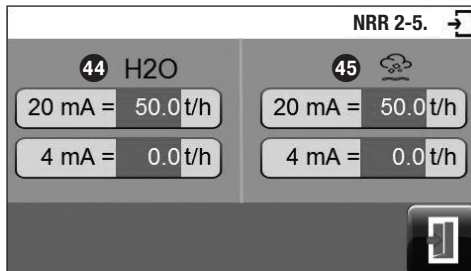 NRR 2-5.
44 H2O
45
20 mA = 50.0 t/h
20 mA = 50.0 t/h
4 mA = 0.0 t/h
4 mA = 0.0 t/h